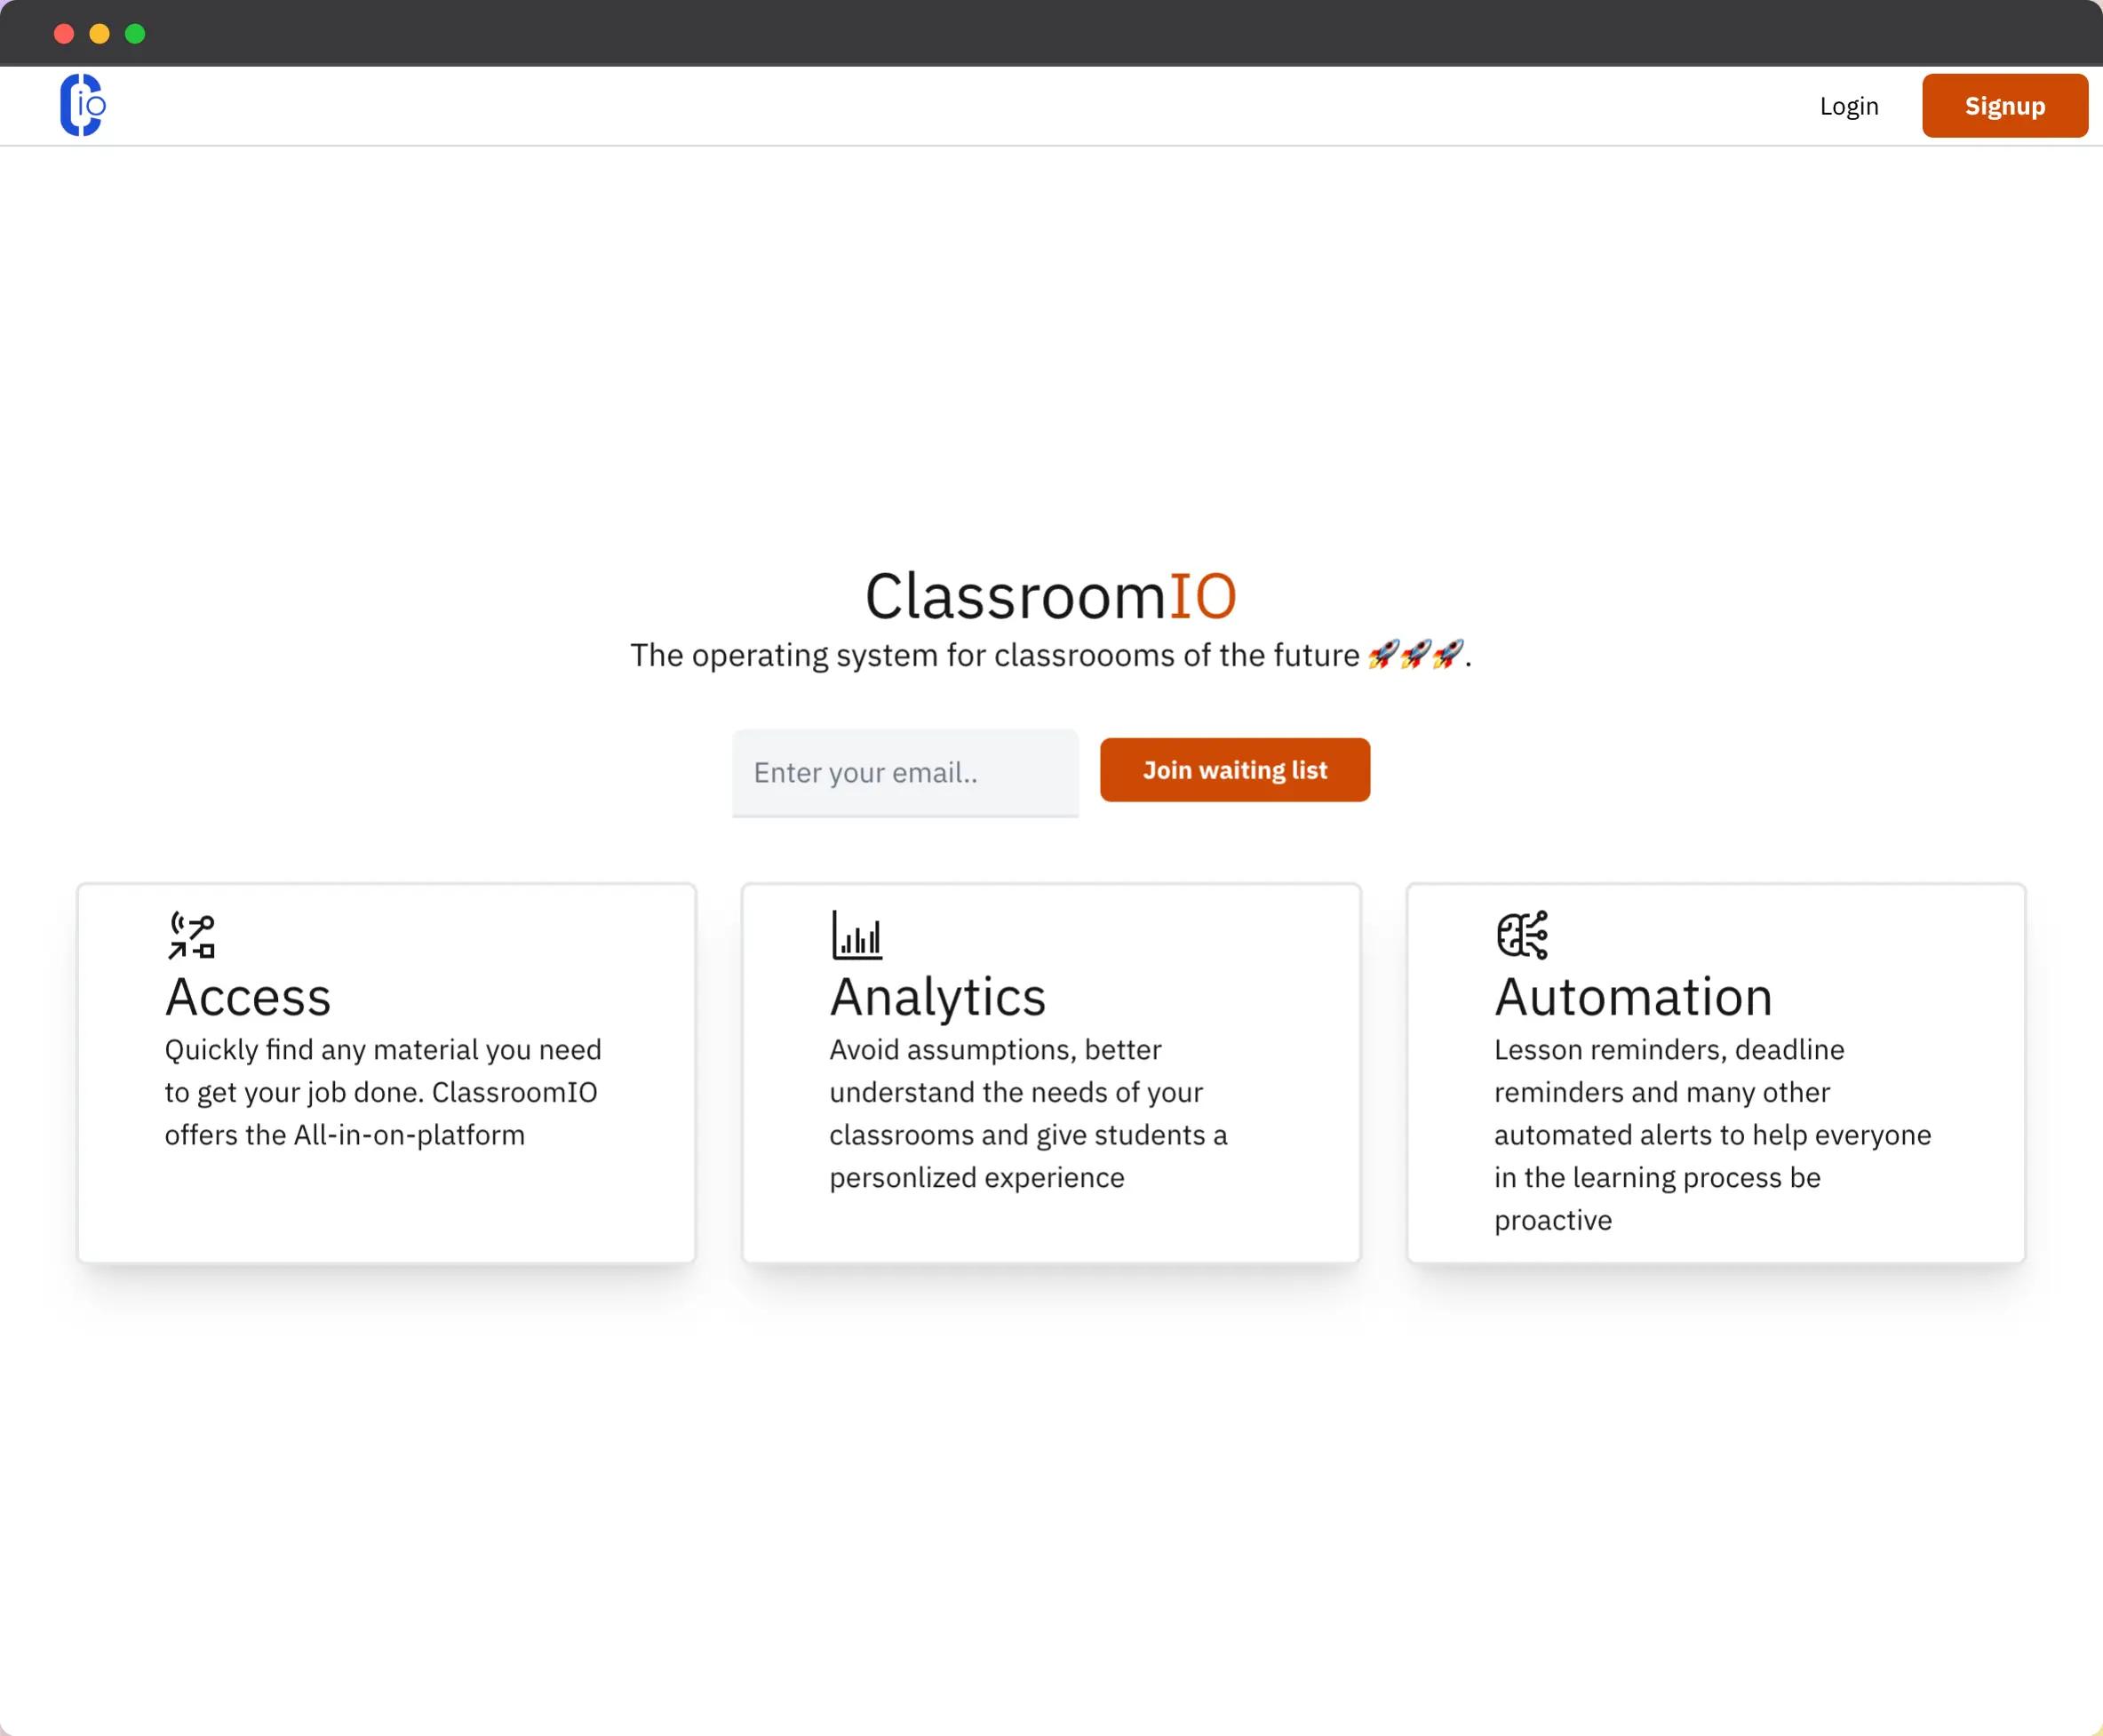 Cio
Login
Signup
ClassroomIO
The operating system for classroooms of the future 🚀🚀🚀.
Enter your email..
Join waiting list
Access
Quickly find any material you need
to get your job done. ClassroomIO
offers the All-in-on-platform
Analytics
Avoid assumptions, better
understand the needs of your
classrooms and give students a
personlized experience
Automation
Lesson reminders, deadline
reminders and many other
automated alerts to help everyone
in the learning process be
proactive